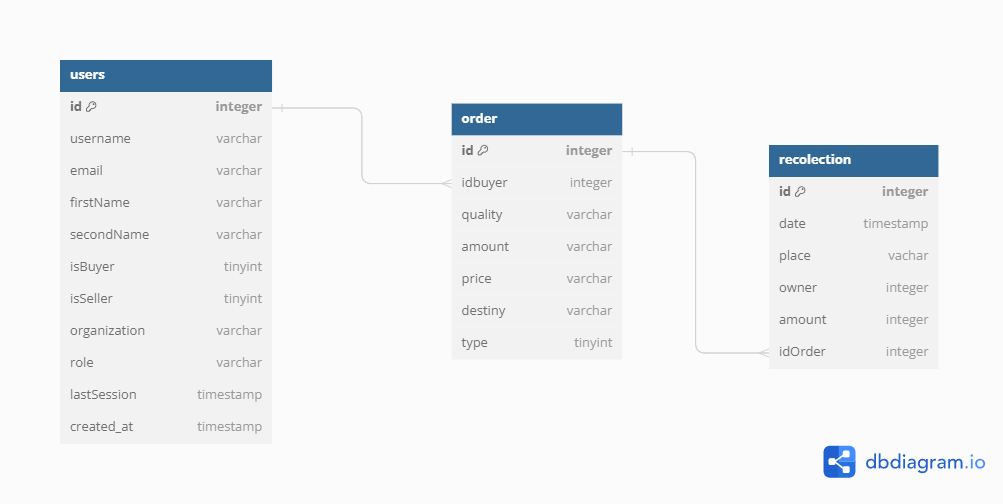 users
id integer
username varchar
email varchar
firstName varchar
secondName varchar
isBuyer tinyint
isSeller tinyint
organization varchar
role varchar
lastSession timestamp
created_at timestamp
order
id integer
idbuyer integer
quality varchar
amount varchar
price varchar
destiny varchar
type tinyint
recolection
id integer
date timestamp
place vachar
owner integer
amount integer
idOrder integer
dbdiagram.io